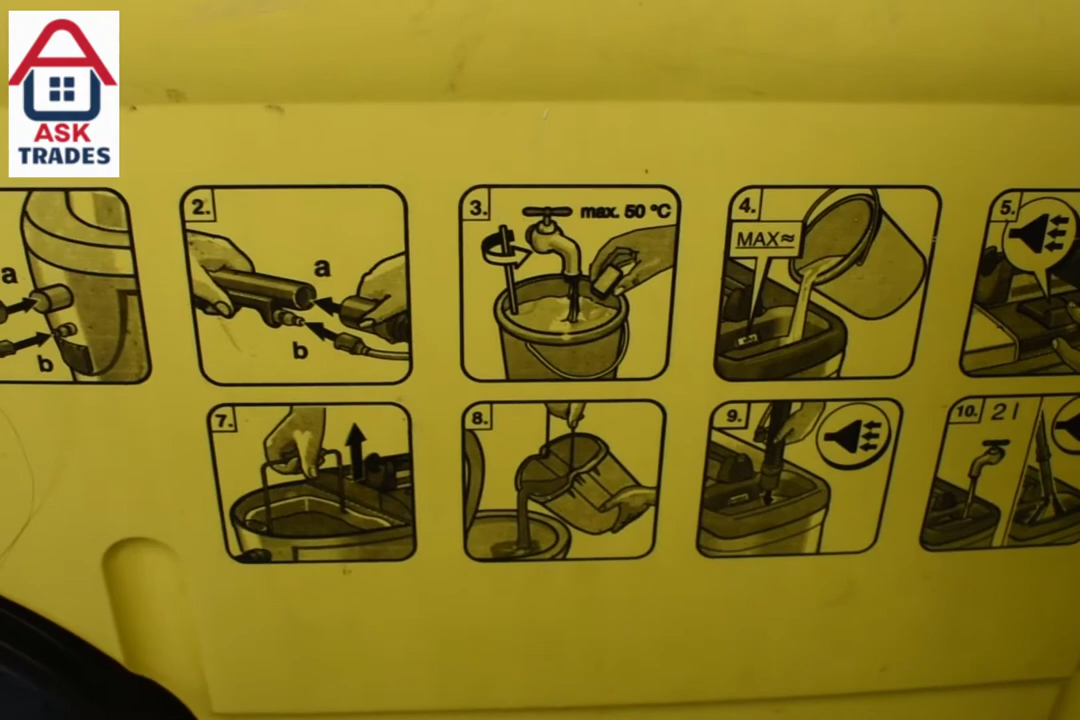 ASK
TRADES
a
b
2.
a
b
3.
max. 50 °C
4.
MAX≈
5.
7.
8.
9.
10.
2 l